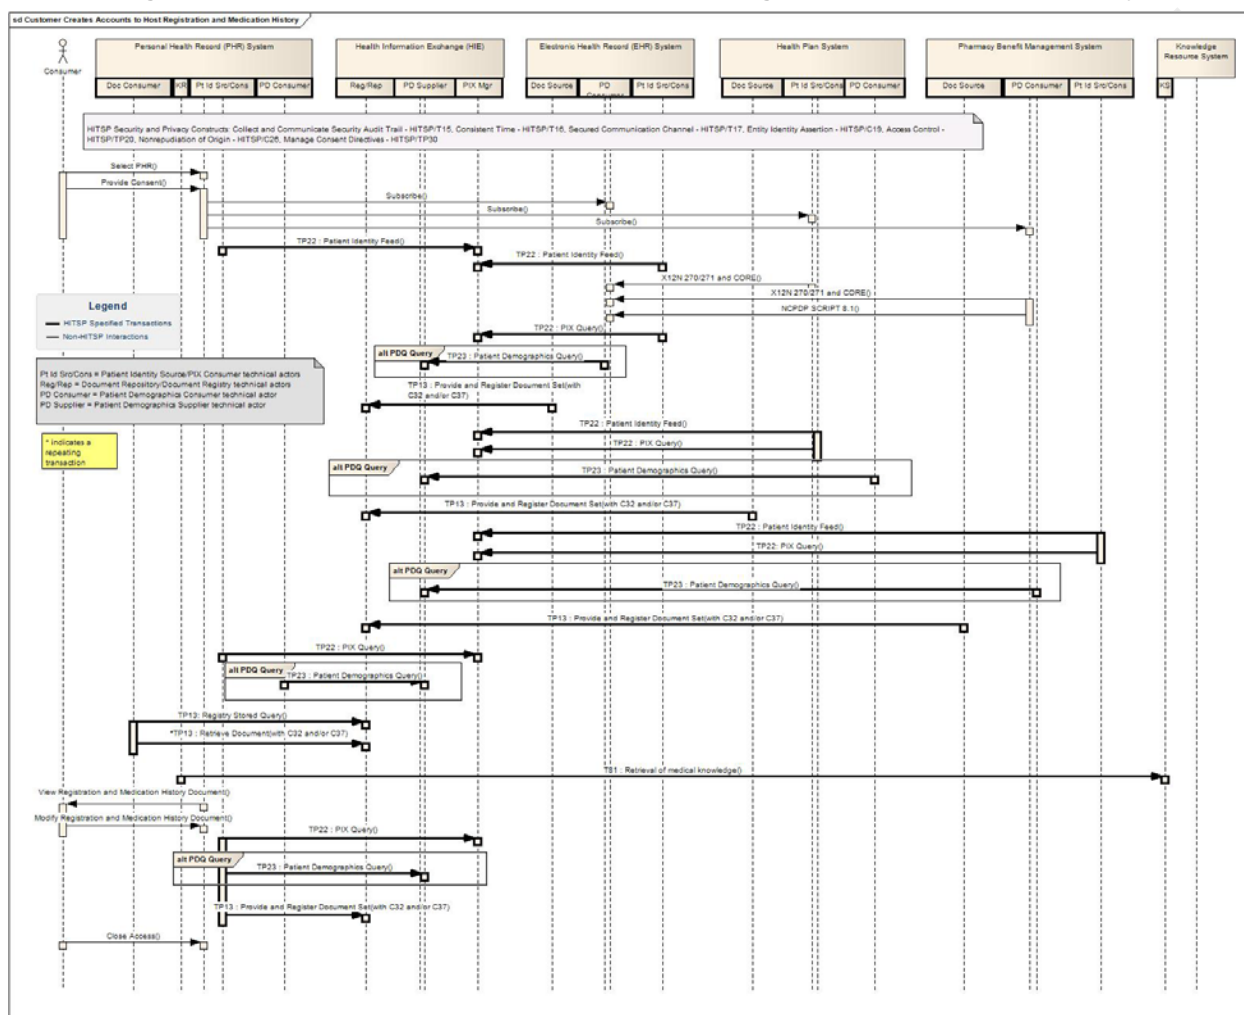 sd Customer Creates Accounts to Host Registration and Medication History
Consumer
Personal Health Record (PHR) System
Health Information Exchange (HIE)
Electronic Health Record (EHR) System
Health Plan System
Pharmacy Benefit Management System
Knowledge
Resource System
Doc Consumer
KR
Pt Id Src/Cons
PD Consumer
Reg/Rep
PD Supplier
PIX Mgr
Doc Source
PD
Consumer
Pt Id Src/Cons
Doc Source
Pt Id Src/Cons
PD Consumer
Doc Source
PD Consumer
Pt Id Src/Cons
KS
HITSP Security and Privacy Constructs: Collect and Communicate Security Audit Trail - HITSP/T15, Consistent Time - HITSP/T16, Secured Communication Channel - HITSP/T17, Entity Identity Assertion - HITSP/C19, Access Control -
HITSP/TP20, Nonrepudiation of Origin - HITSP/C26, Manage Consent Directives - HITSP/TP30
Select PHR()
Provide Consent()
Subscribe()
Subscribe()
Subscribe()
TP22 : Patient Identity Feed()
TP22 : Patient Identity Feed()
X12N 270/271 and CORE()
X12N 270/271 and CORE()
NCPDP SCRIPT 8.1()
Legend
HITSP Specified Transactions
Non-HITSP Interactions
TP22 : PIX Query()
alt PDQ Query
TP23 : Patient Demographics Query()
Pt Id Src/Cons = Patient Identity Source/PIX Consumer technical actors
Reg/Rep = Document Repository/Document Registry technical actors
PD Consumer = Patient Demographics Consumer technical actor
PD Supplier = Patient Demographics Supplier technical actor
TP13 : Provide and Register Document Set(with
C32 and/or C37)
* indicates a
repeating
transaction
TP22 : Patient Identity Feed()
TP22 : PIX Query()
alt PDQ Query
TP23 : Patient Demographics Query()
TP13 : Provide and Register Document Set(with C32 and/or C37)
TP22 : Patient Identity Feed()
TP22: PIX Query()
alt PDQ Query
TP23 : Patient Demographics Query()
TP13 : Provide and Register Document Set(with C32 and/or C37)
TP22 : PIX Query()
alt PDQ Query
TP23 : Patient Demographics Query()
TP13: Registry Stored Query()
*TP13 : Retrieve Document(with C32 and/or C37)
T81 : Retrieval of medical knowledge()
View Registration and Medication History Document()
Modify Registration and Medication History Document()
TP22 : PIX Query()
alt PDQ Query
TP23 : Patient Demographics Query()
TP13 : Provide and Register Document Set(with C32 and/or C37)
Close Access()